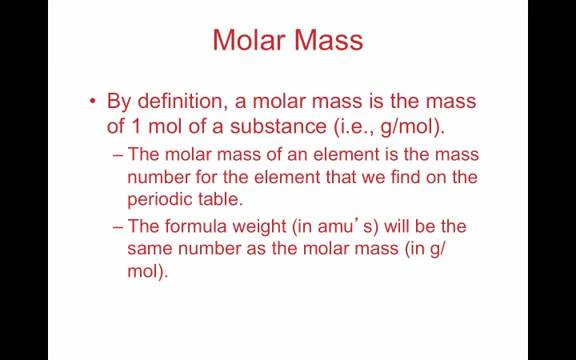 Molar Mass
• By definition, a molar mass is the mass
of 1 mol of a substance (i.e., g/mol).
– The molar mass of an element is the mass
number for the element that we find on the
periodic table.
– The formula weight (in amu’s) will be the
same number as the molar mass (in g/
mol).